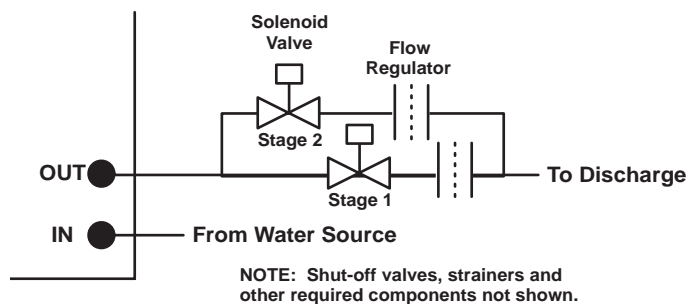 Solenoid
Valve
Flow
Regulator
Stage 2
OUT
To Discharge
Stage 1
IN
From Water Source
NOTE: Shut-off valves, strainers and
other required components not shown.